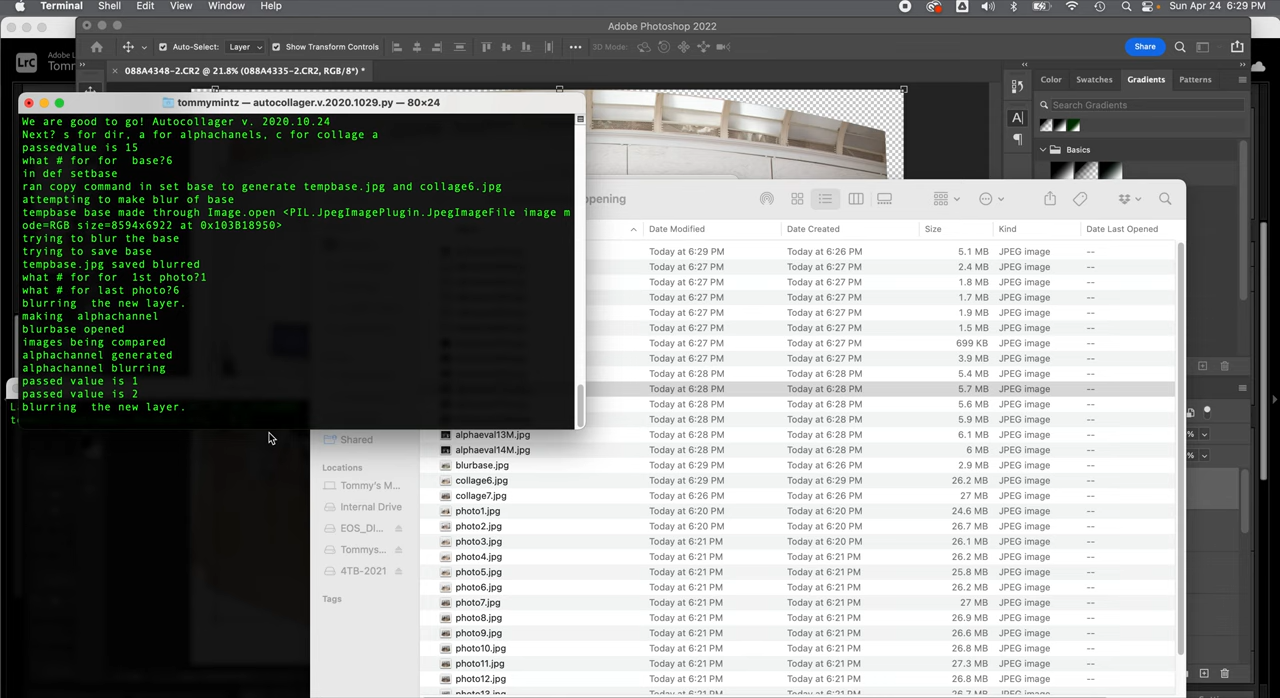 Terminal Shell Edit View Window Help Sun Apr 24 6:29 PM
Adobe Photoshop 2022
Auto-Select: Layer Show Transform Controls 3D Mode: Share
LrC Adobe L
Tomm
088A4348-2.CR2 @ 21.8% (088A4335-2.CR2, RGB/8*) *
Color Swatches Gradients Patterns
Search Gradients
Basics
tommymintz — autocollager.v.2020.1029.py — 80×24
We are good to go! Autocollager v. 2020.10.24
Next? s for dir, a for alphachanels, c for collage a
passedvalue is 15
what # for for  base?6
in def setbase
ran copy command in set base to generate tempbase.jpg and collage6.jpg
attempting to make blur of base
tempbase base made through Image.open <PIL.JpegImagePlugin.JpegImageFile image m
ode=RGB size=8594x6922 at 0x103B18950>
trying to blur the base
trying to save base
tempbase.jpg saved blurred
what # for for  1st photo?1
what # for last photo?6
blurring  the new layer.
making  alphachannel
blurbase opened
images being compared
alphachannel generated
alphachannel blurring
passed value is 1
passed value is 2
blurring  the new layer.
opening
Date Modified Date Created Size Kind Date Last Opened
Today at 6:29 PM Today at 6:26 PM 5.1 MB JPEG image --
Today at 6:27 PM Today at 6:27 PM 2.4 MB JPEG image --
Today at 6:27 PM Today at 6:27 PM 1.8 MB JPEG image --
Today at 6:27 PM Today at 6:27 PM 1.7 MB JPEG image --
Today at 6:27 PM Today at 6:27 PM 1.9 MB JPEG image --
Today at 6:27 PM Today at 6:27 PM 1.5 MB JPEG image --
Today at 6:27 PM Today at 6:27 PM 699 KB JPEG image --
Today at 6:27 PM Today at 6:27 PM 3.9 MB JPEG image --
Today at 6:28 PM Today at 6:28 PM 5.4 MB JPEG image --
Today at 6:28 PM Today at 6:28 PM 5.7 MB JPEG image --
Today at 6:28 PM Today at 6:28 PM 5.6 MB JPEG image --
Today at 6:28 PM Today at 6:28 PM 5.9 MB JPEG image --
alphaeval13M.jpg Today at 6:28 PM Today at 6:28 PM 6.1 MB JPEG image --
alphaeval14M.jpg Today at 6:28 PM Today at 6:28 PM 6 MB JPEG image --
blurbase.jpg Today at 6:29 PM Today at 6:26 PM 2.9 MB JPEG image --
collage6.jpg Today at 6:29 PM Today at 6:29 PM 26.2 MB JPEG image --
collage7.jpg Today at 6:26 PM Today at 6:26 PM 27 MB JPEG image --
photo1.jpg Today at 6:20 PM Today at 6:20 PM 24.6 MB JPEG image --
photo2.jpg Today at 6:20 PM Today at 6:20 PM 26.7 MB JPEG image --
photo3.jpg Today at 6:20 PM Today at 6:20 PM 26.1 MB JPEG image --
photo4.jpg Today at 6:21 PM Today at 6:21 PM 26.2 MB JPEG image --
photo5.jpg Today at 6:21 PM Today at 6:21 PM 25.8 MB JPEG image --
photo6.jpg Today at 6:21 PM Today at 6:21 PM 26.2 MB JPEG image --
photo7.jpg Today at 6:21 PM Today at 6:21 PM 27 MB JPEG image --
photo8.jpg Today at 6:21 PM Today at 6:21 PM 26.9 MB JPEG image --
photo9.jpg Today at 6:21 PM Today at 6:21 PM 26.6 MB JPEG image --
photo10.jpg Today at 6:21 PM Today at 6:21 PM 26.8 MB JPEG image --
photo11.jpg Today at 6:21 PM Today at 6:21 PM 27.3 MB JPEG image --
photo12.jpg Today at 6:21 PM Today at 6:21 PM 26.8 MB JPEG image --
photo13.jpg Today at 6:21 PM Today at 6:21 PM 26.7 MB JPEG image --
Shared
Locations
Tommy's M...
Internal Drive
EOS_DI...
Tommys...
4TB-2021
Tags